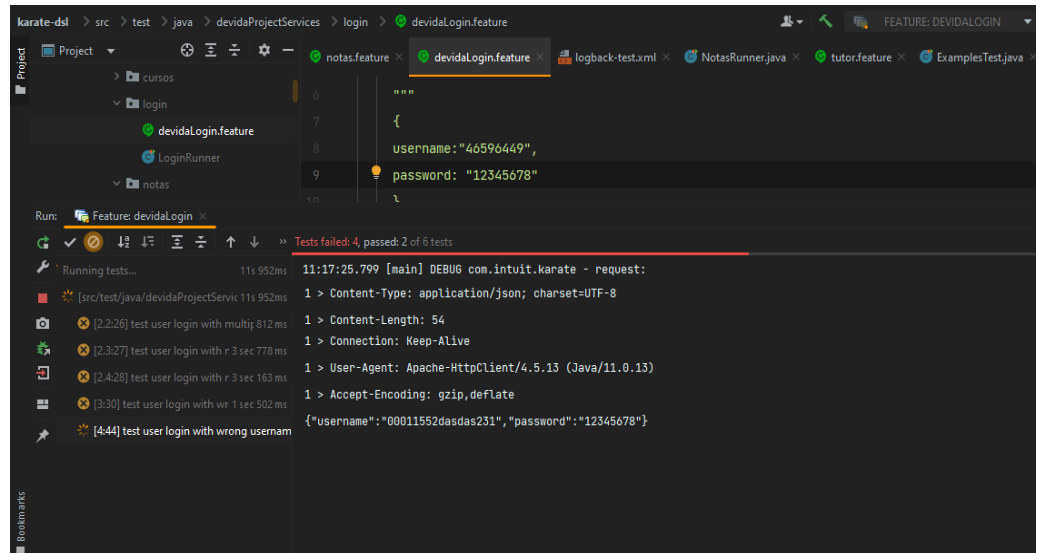 karate-dsl > src > test > java > devidaProjectServices > login > devidaLogin.feature
FEATURE: DEVIDALOGIN
Project
Project
notas.feature
devidaLogin.feature
logback-test.xml
NotasRunner.java
tutor.feature
ExamplesTest.java
cursos
login
devidaLogin.feature
LoginRunner
notas
6 """
7 {
8 username:"46596449",
9 password: "12345678"
10 }
Run: Feature: devidaLogin
Tests failed: 4, passed: 2 of 6 tests
Running tests... 11s 952ms
[src/test/java/devidaProjectServic 11s 952ms
[2.2:26] test user login with multip 812 ms
[2.3:27] test user login with r 3 sec 778 ms
[2.4:28] test user login with r 3 sec 163 ms
[3:30] test user login with wr 1 sec 502 ms
[4:44] test user login with wrong usernam
11:17:25.799 [main] DEBUG com.intuit.karate - request:
1 > Content-Type: application/json; charset=UTF-8
1 > Content-Length: 54
1 > Connection: Keep-Alive
1 > User-Agent: Apache-HttpClient/4.5.13 (Java/11.0.13)
1 > Accept-Encoding: gzip,deflate
{"username":"00011552dasdas231","password":"12345678"}
Bookmarks